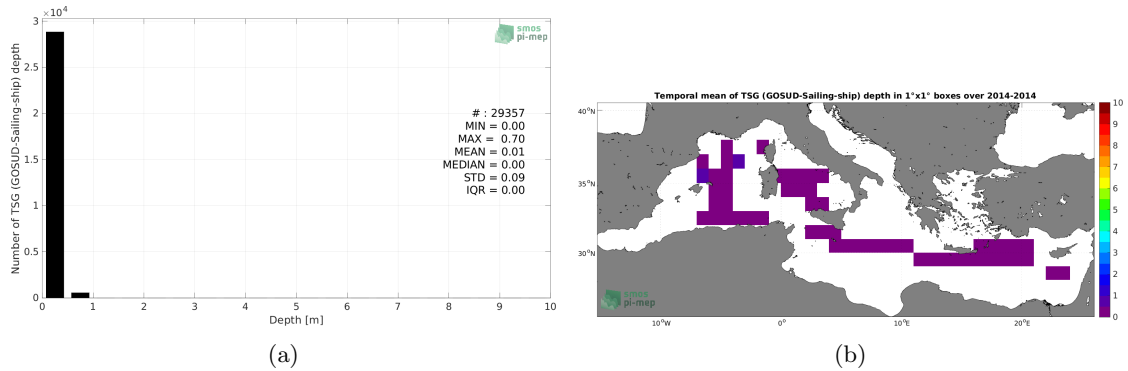 ×10⁴
3
2.5
2
1.5
1
0.5
0
Number of TSG (GOSUD-Sailing-ship) depth
smos
pi-mep
# : 29357
MIN = 0.00
MAX = 0.70
MEAN = 0.01
MEDIAN = 0.00
STD = 0.09
IQR = 0.00
0 1 2 3 4 5 6 7 8 9 10
Depth [m]
(a)
Temporal mean of TSG (GOSUD-Sailing-ship) depth in 1°x1° boxes over 2014-2014
40°N
35°N
30°N
10°W 0° 10°E 20°E
smos
pi-mep
10
9
8
7
6
5
4
3
2
1
0
(b)